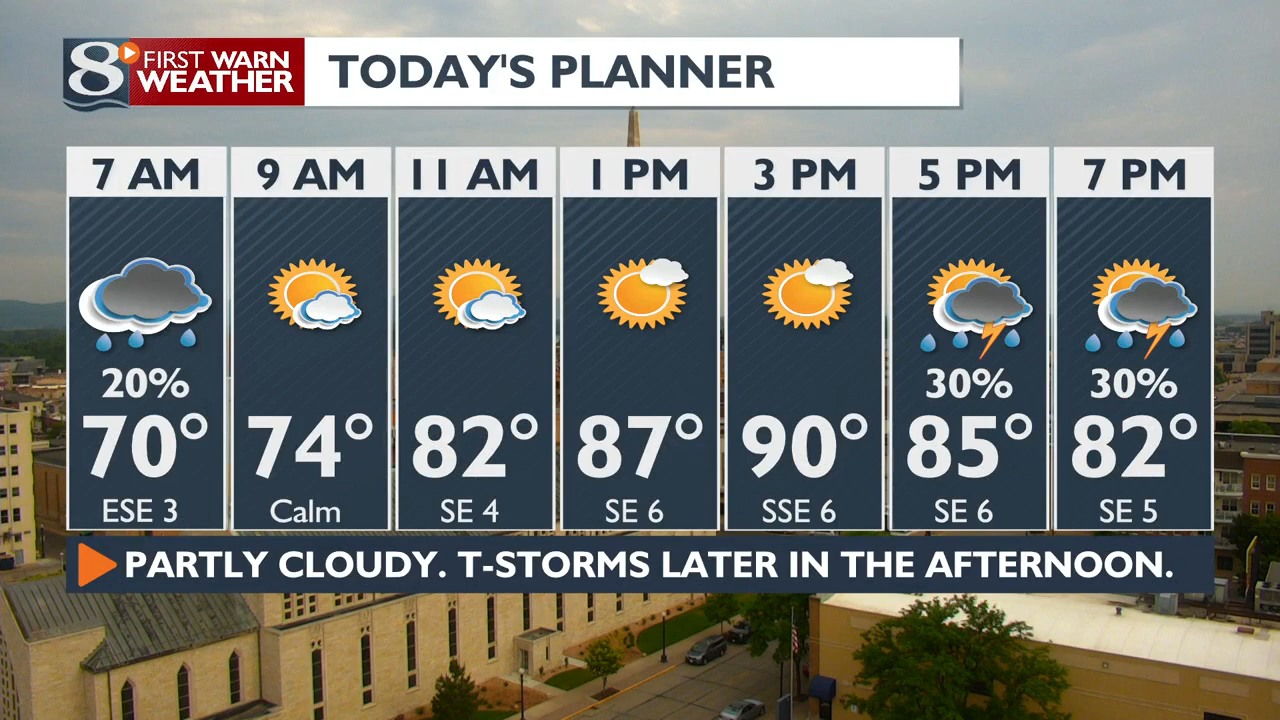 8 FIRST WARN
WEATHER
TODAY'S PLANNER
7 AM 9 AM 11 AM 1 PM 3 PM 5 PM 7 PM
20% 30% 30%
70° 74° 82° 87° 90° 85° 82°
ESE 3 Calm SE 4 SE 6 SSE 6 SE 6 SE 5
PARTLY CLOUDY. T-STORMS LATER IN THE AFTERNOON.